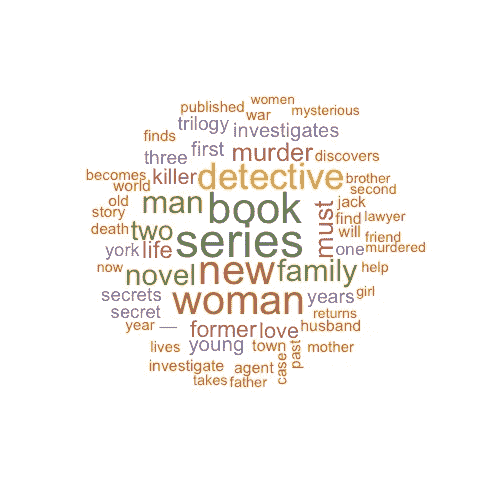 women
published
mysterious
war
trilogy
investigates
finds
first
murder
three
discovers
becomes
killer
detective
brother
world
second
old
man
book
jack
story
must
find
lawyer
death
two
series
will
friend
york
life
one
murdered
now
novel
new
family
help
secrets
woman
years
girl
secret
returns
year
—
former
love
husband
young
town
lives
past
mother
investigate
agent
case
takes
father